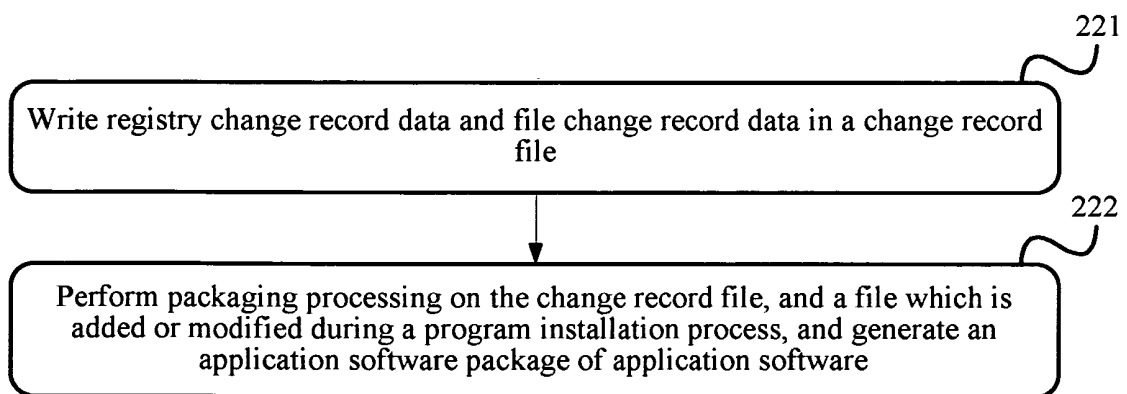 221
Write registry change record data and file change record data in a change record
file
222
Perform packaging processing on the change record file, and a file which is
added or modified during a program installation process, and generate an
application software package of application software